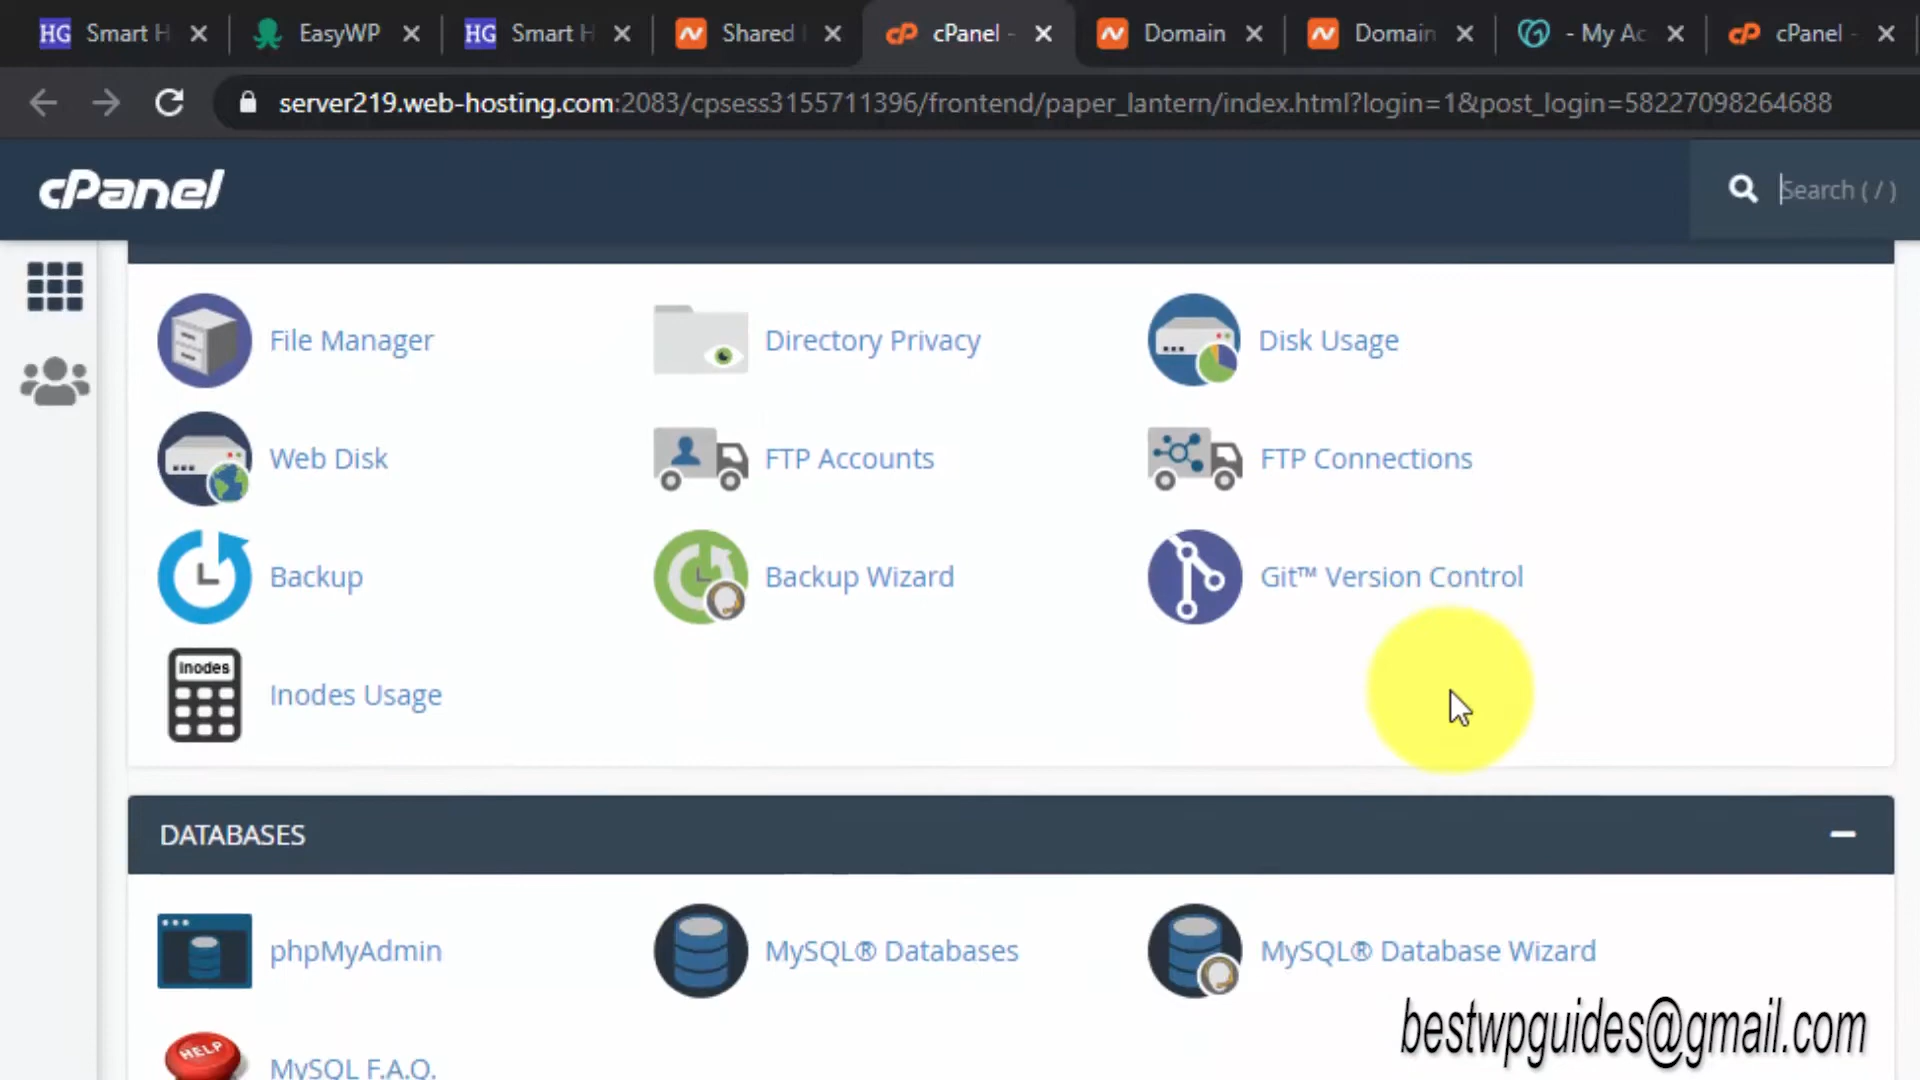 HG Smart H
EasyWP
HG Smart H
Shared
cP cPanel -
Domain
Domain
- My Ac
cP cPanel -
server219.web-hosting.com:2083/cpsess3155711396/frontend/paper_lantern/index.html?login=1&post_login=58227098264688
cPanel
Search ( / )
File Manager
Directory Privacy
Disk Usage
Web Disk
FTP Accounts
FTP Connections
Backup
Backup Wizard
Git™ Version Control
Inodes
Inodes Usage
DATABASES
phpMyAdmin
MySQL® Databases
MySQL® Database Wizard
bestwpguides@gmail.com
HELP
MySQL F.A.Q.